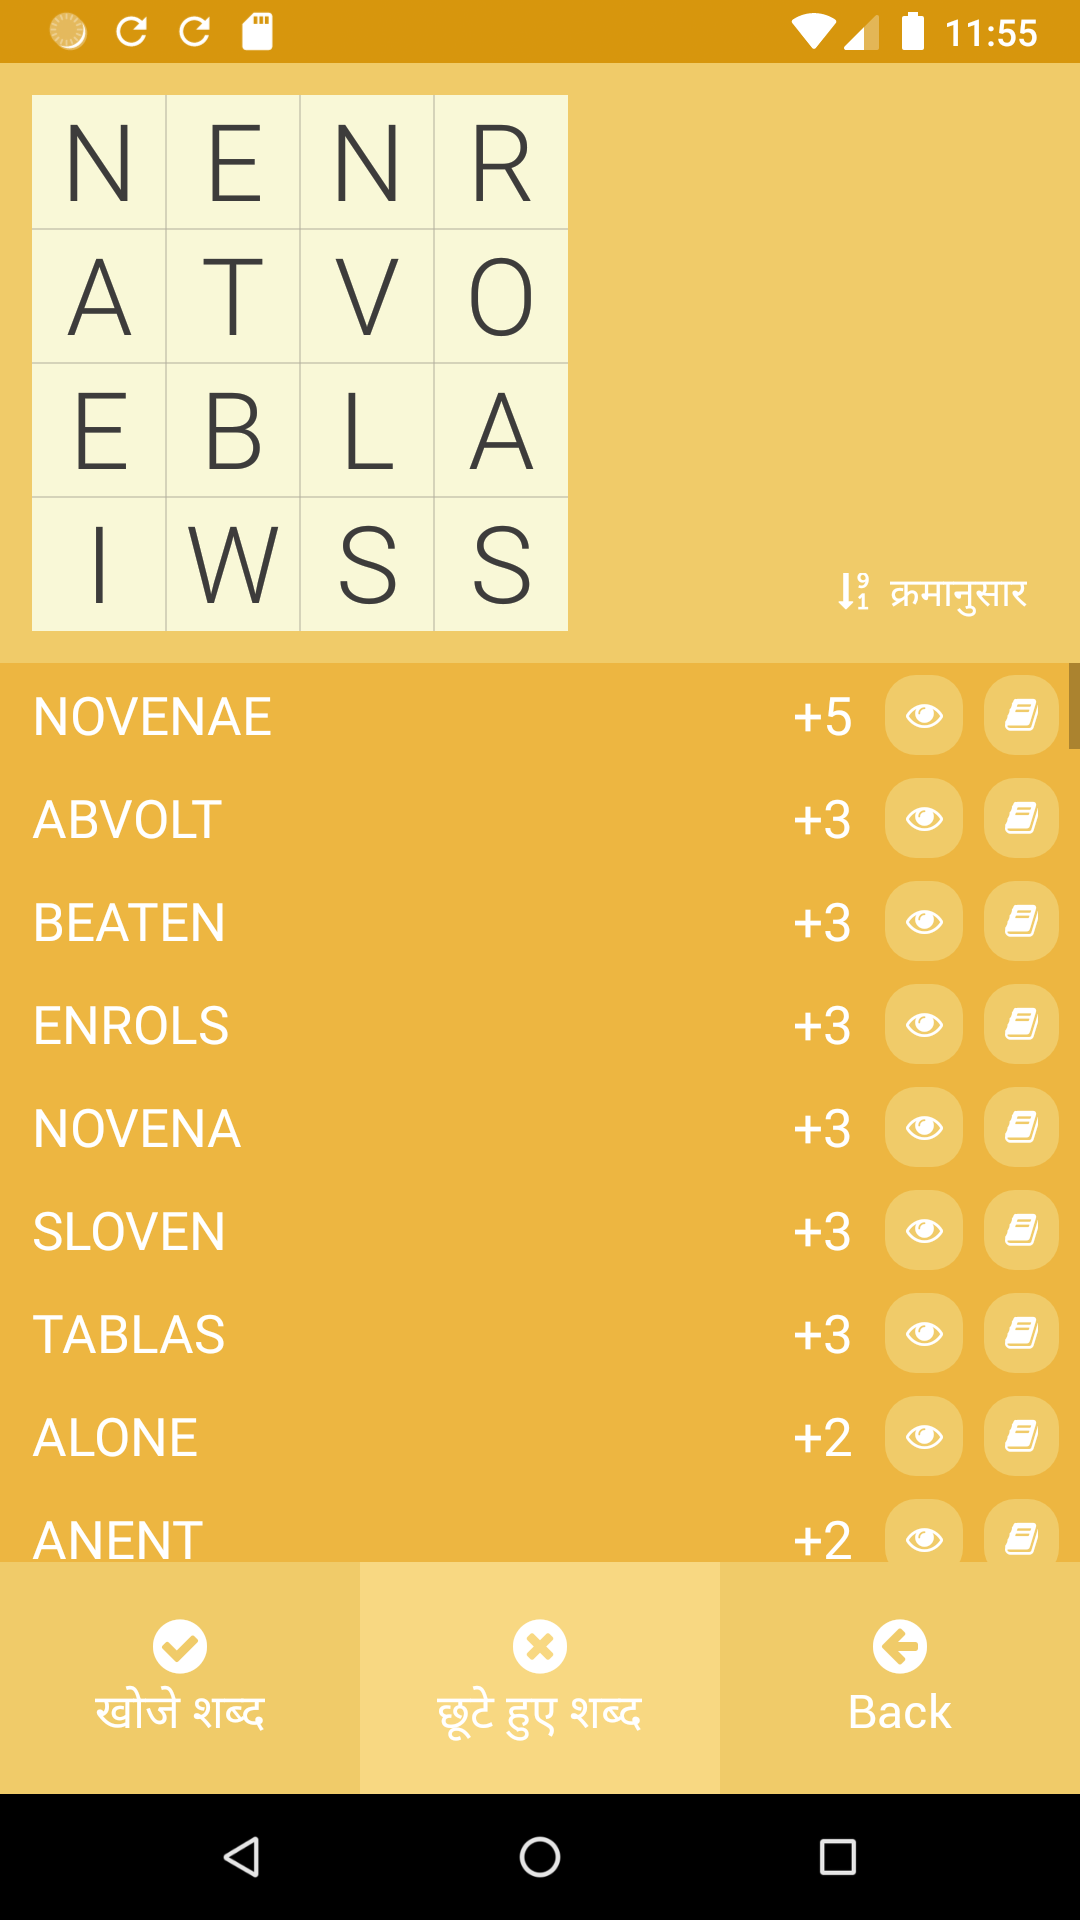 11:55
N E N R
A T V O
E B L A
I W S S
क्रमानुसार
NOVENAE +5
ABVOLT +3
BEATEN +3
ENROLS +3
NOVENA +3
SLOVEN +3
TABLAS +3
ALONE +2
ANENT +2
खोजे शब्द
छूटे हुए शब्द
Back